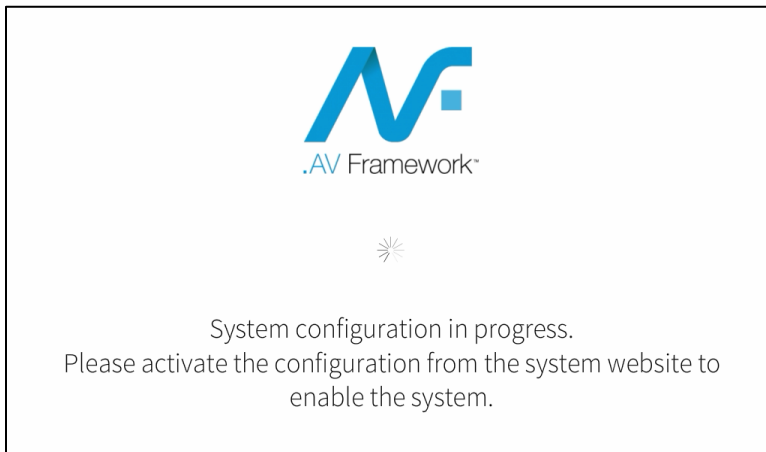 .AV Framework™
System configuration in progress.
Please activate the configuration from the system website to
enable the system.